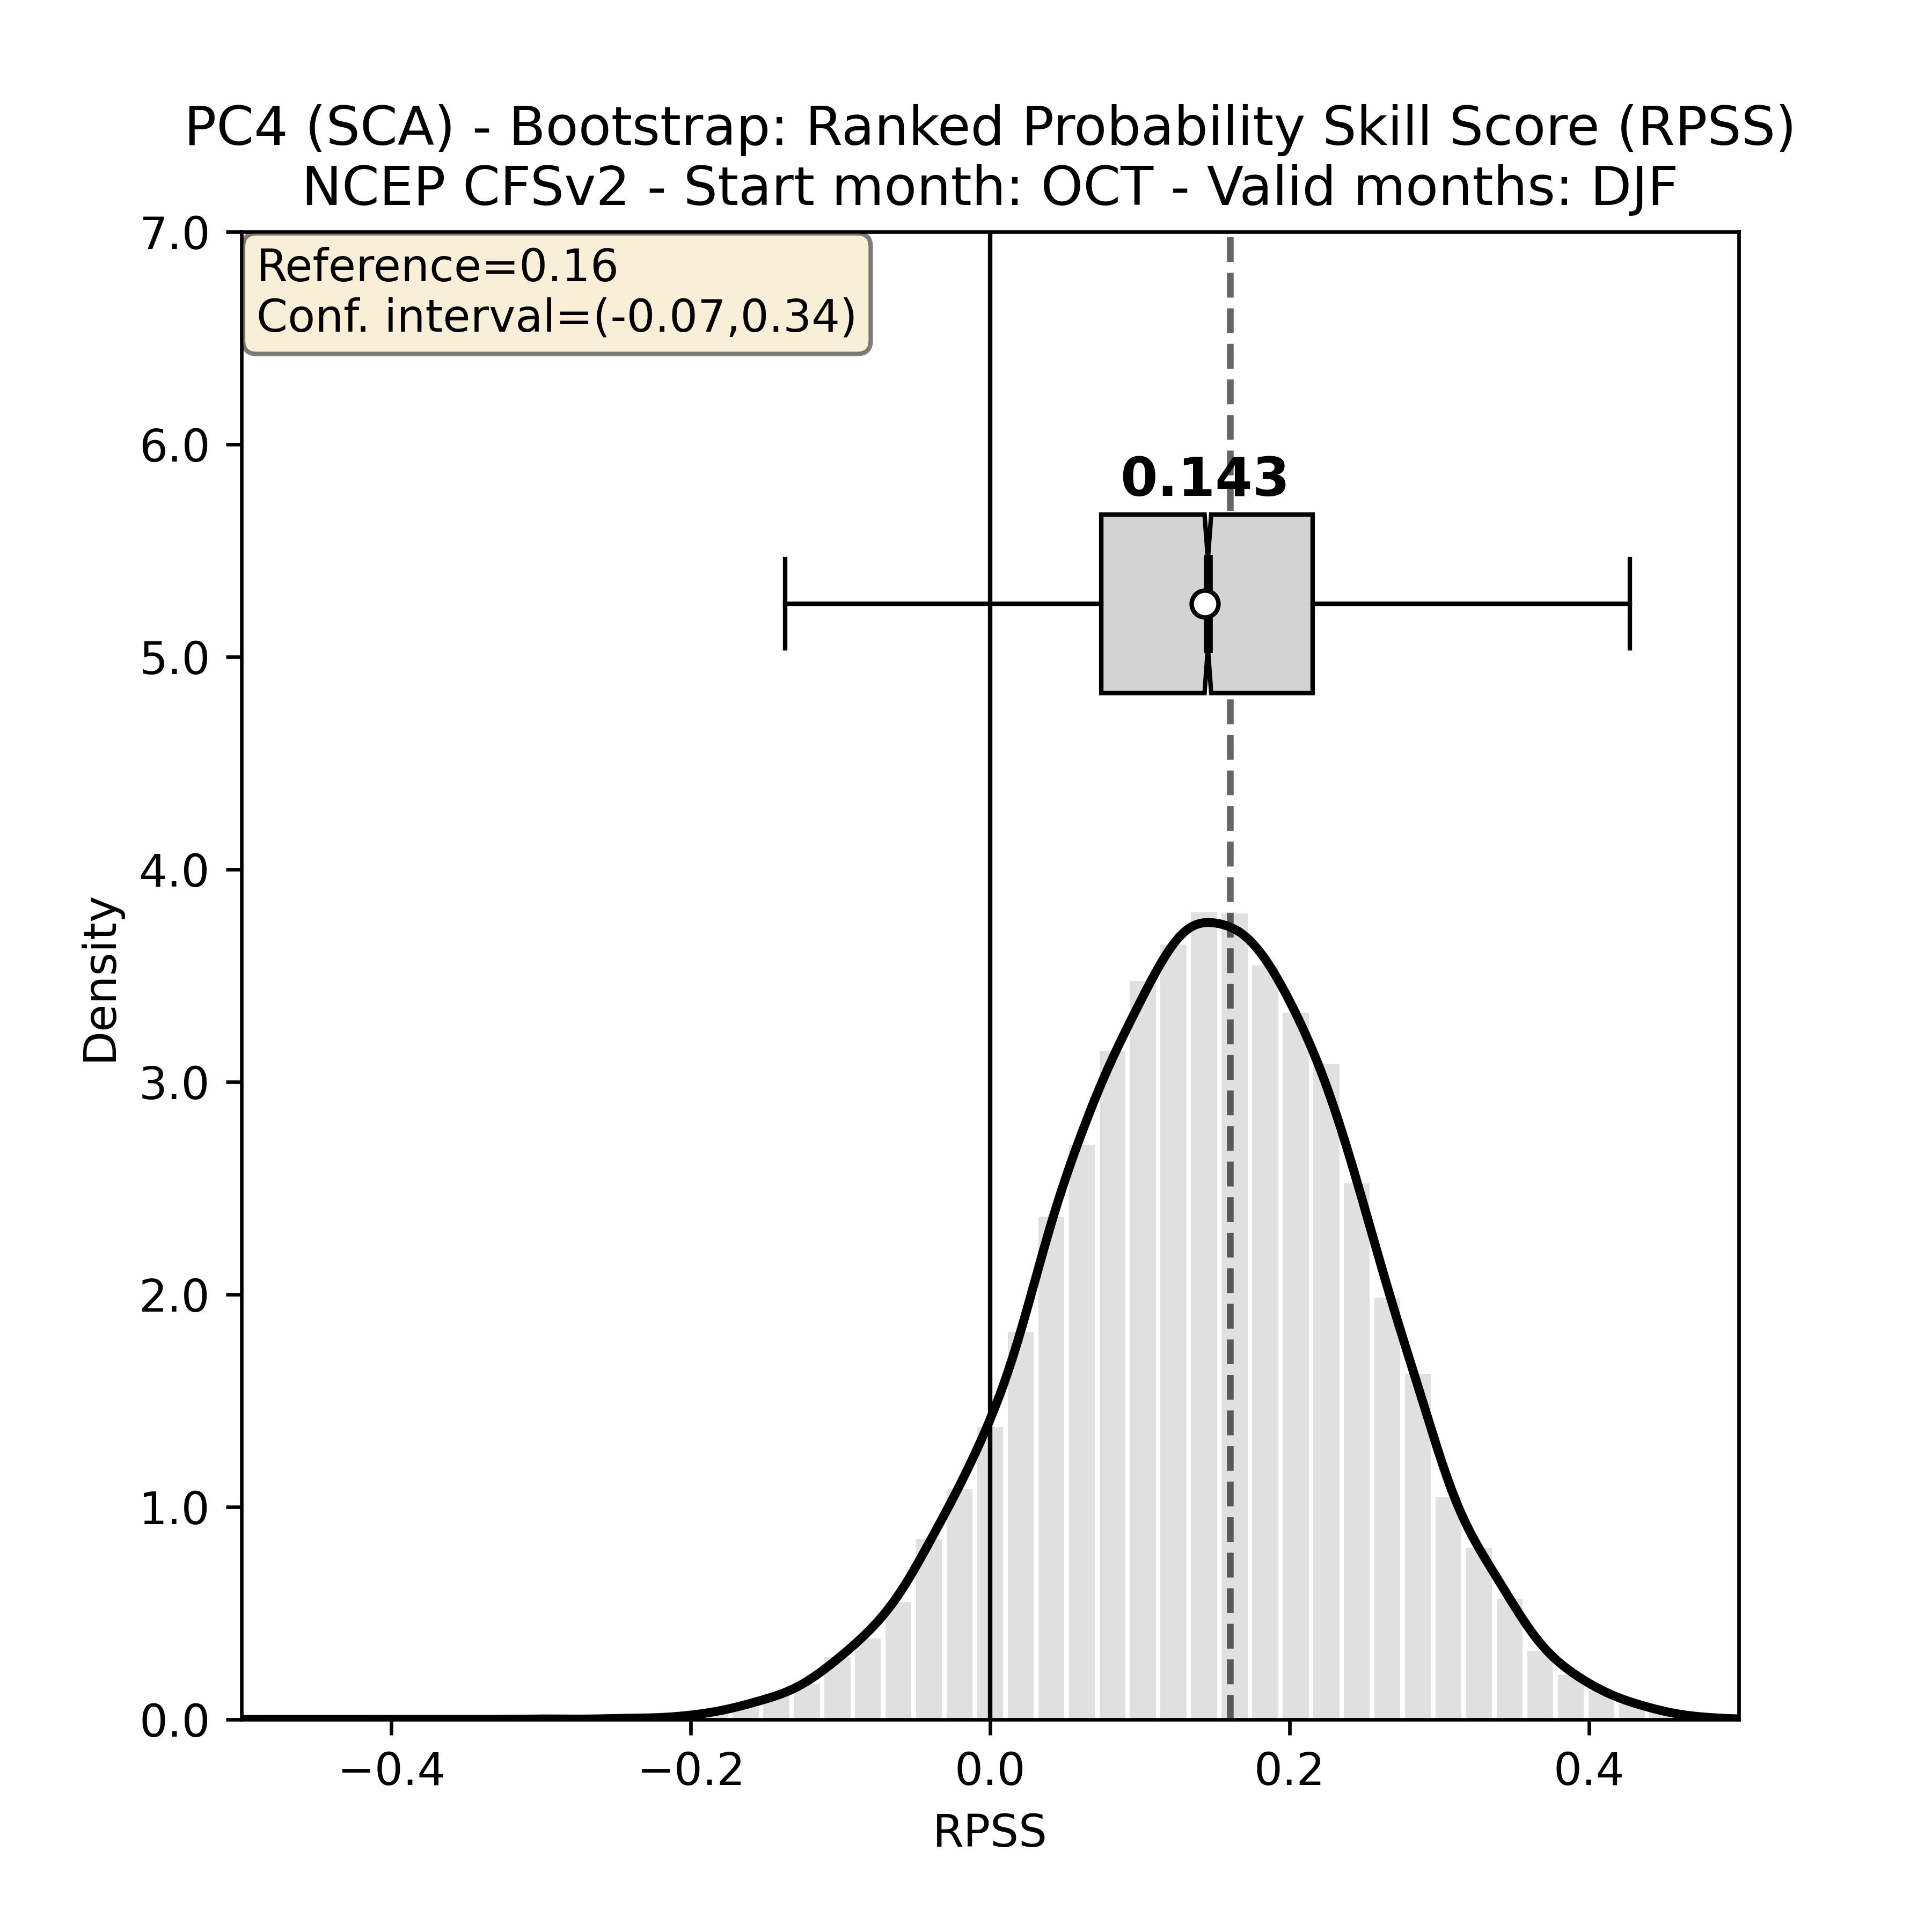 PC4 (SCA) - Bootstrap: Ranked Probability Skill Score (RPSS)
NCEP CFSv2 - Start month: OCT - Valid months: DJF
Reference=0.16
Conf. interval=(-0.07,0.34)
0.143
7.0
6.0
5.0
4.0
3.0
2.0
1.0
0.0
Density
−0.4
−0.2
0.0
0.2
0.4
RPSS